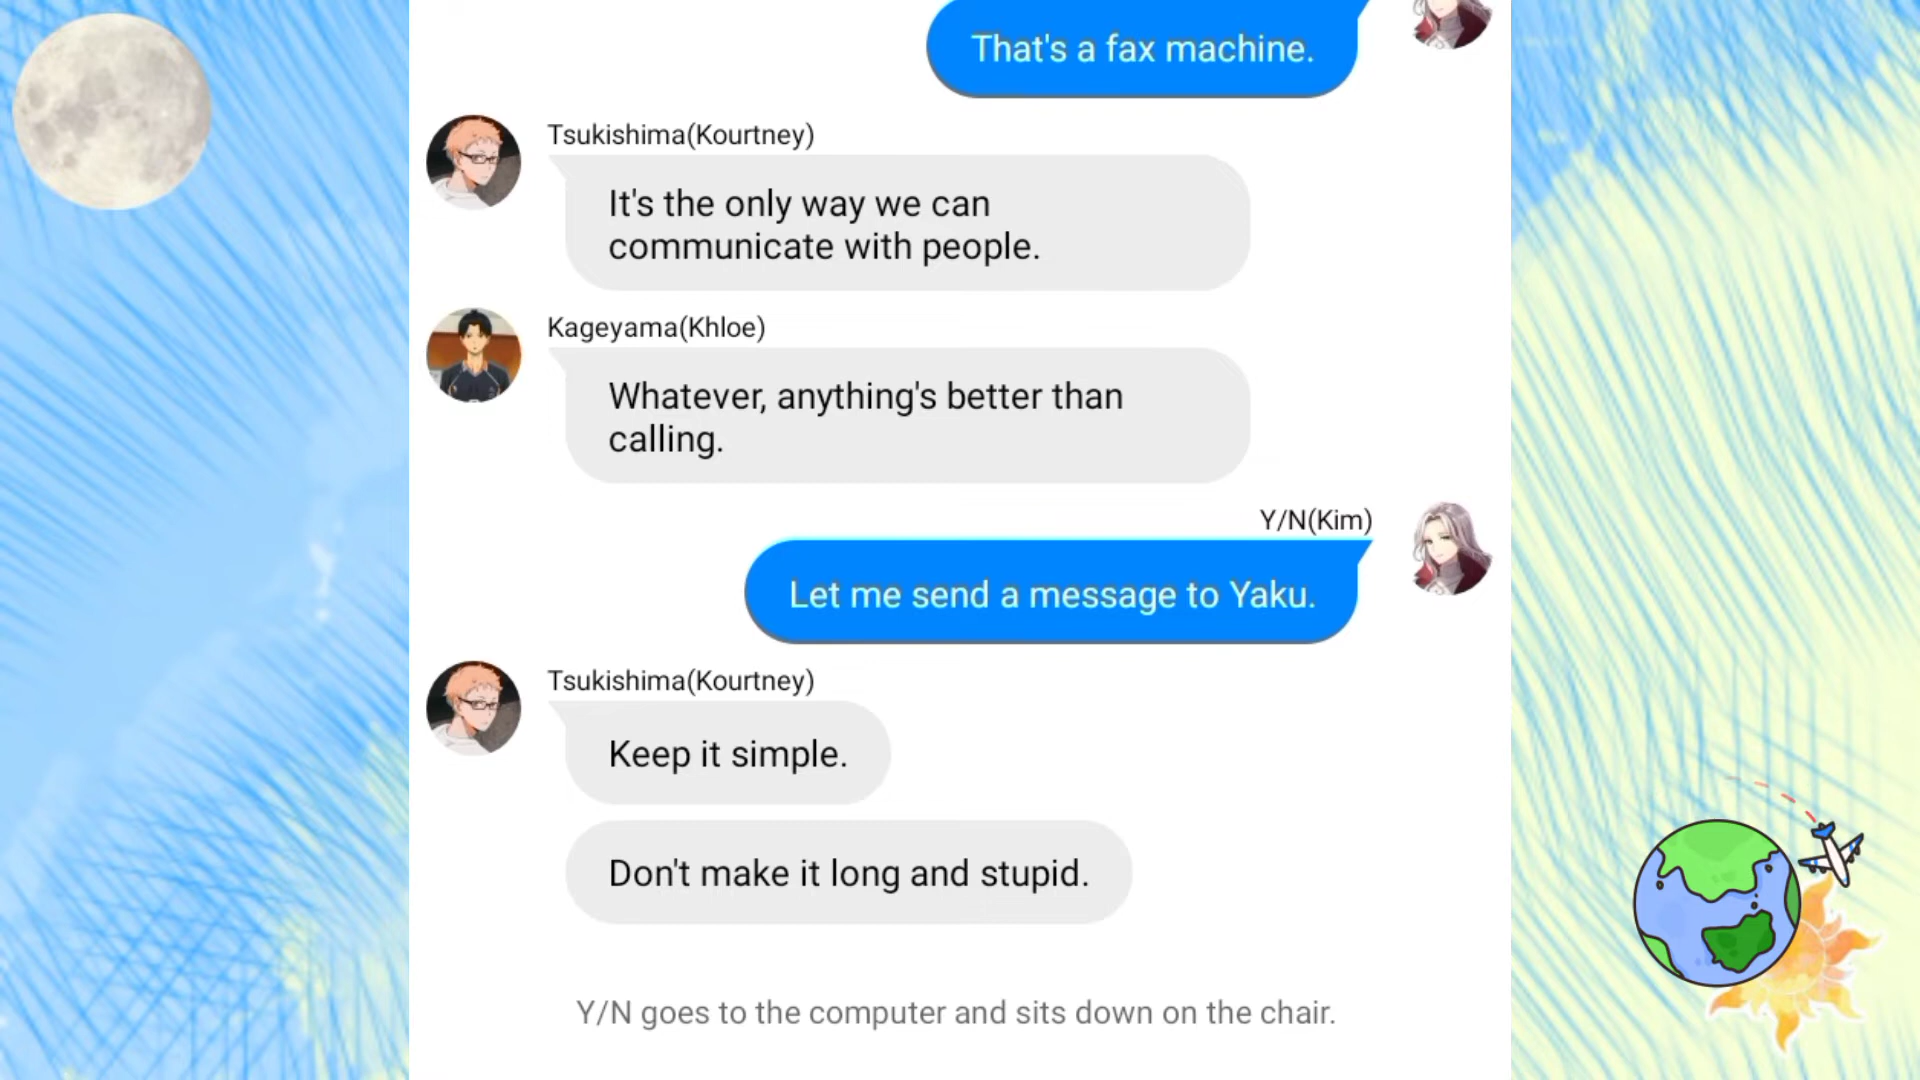 That's a fax machine.
Tsukishima(Kourtney)
It's the only way we can
communicate with people.
Kageyama(Khloe)
Whatever, anything's better than
calling.
Y/N(Kim)
Let me send a message to Yaku.
Tsukishima(Kourtney)
Keep it simple.
Don't make it long and stupid.
Y/N goes to the computer and sits down on the chair.